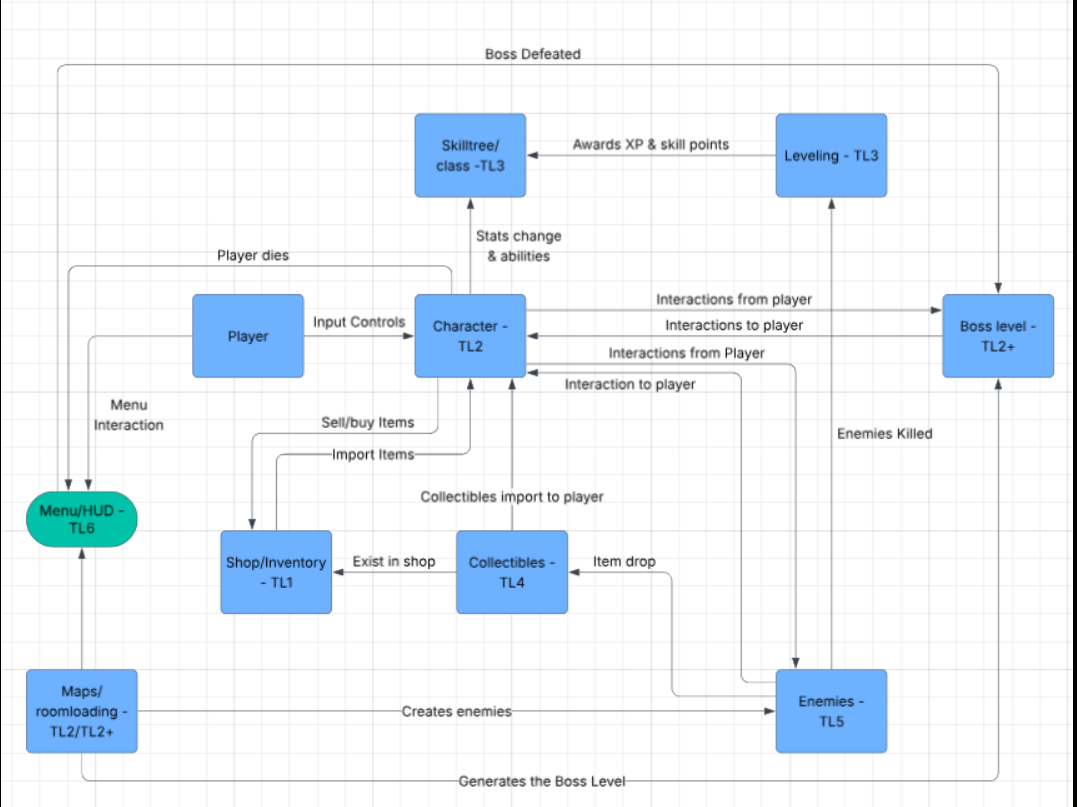 Boss Defeated
Skilltree/
class -TL3
Awards XP & skill points
Leveling - TL3
Stats change
& abilities
Player dies
Player
Input Controls
Character -
TL2
Interactions from player
Interactions to player
Boss level -
TL2+
Interactions from Player
Interaction to player
Menu
Interaction
Sell/buy Items
Import Items
Enemies Killed
Collectibles import to player
Menu/HUD -
TL6
Shop/Inventory
- TL1
Exist in shop
Collectibles -
TL4
Item drop
Maps/
roomloading -
TL2/TL2+
Creates enemies
Enemies -
TL5
Generates the Boss Level